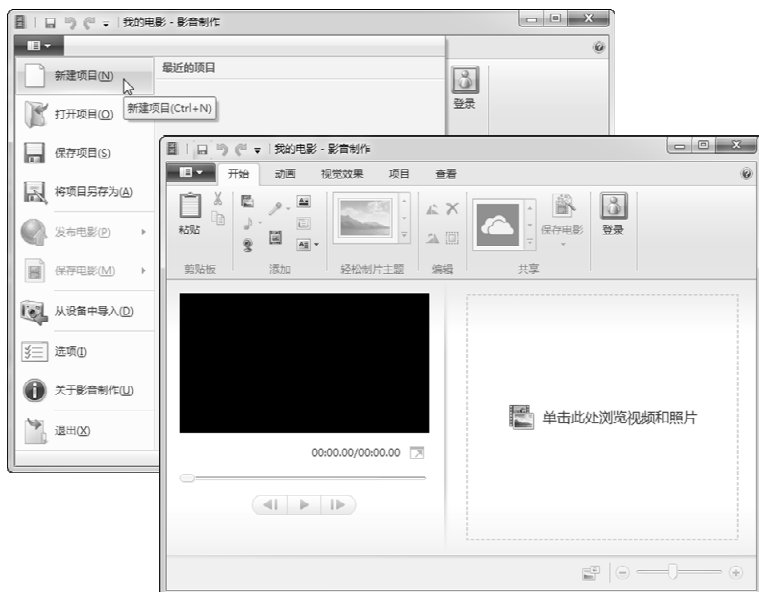 我的电影 - 影音制作
新建项目(N)
最近的项目
新建项目(Ctrl+N)
登录
打开项目(O)
保存项目(S)
将项目另存为(A)
发布电影(P)
保存电影(M)
从设备中导入(D)
选项(I)
关于影音制作(U)
退出(X)
我的电影 - 影音制作
开始 动画 视觉效果 项目 查看
粘贴 保存电影 登录
剪贴板 添加 轻松制片主题 编辑 共享
单击此处浏览视频和照片
00:00.00/00:00.00